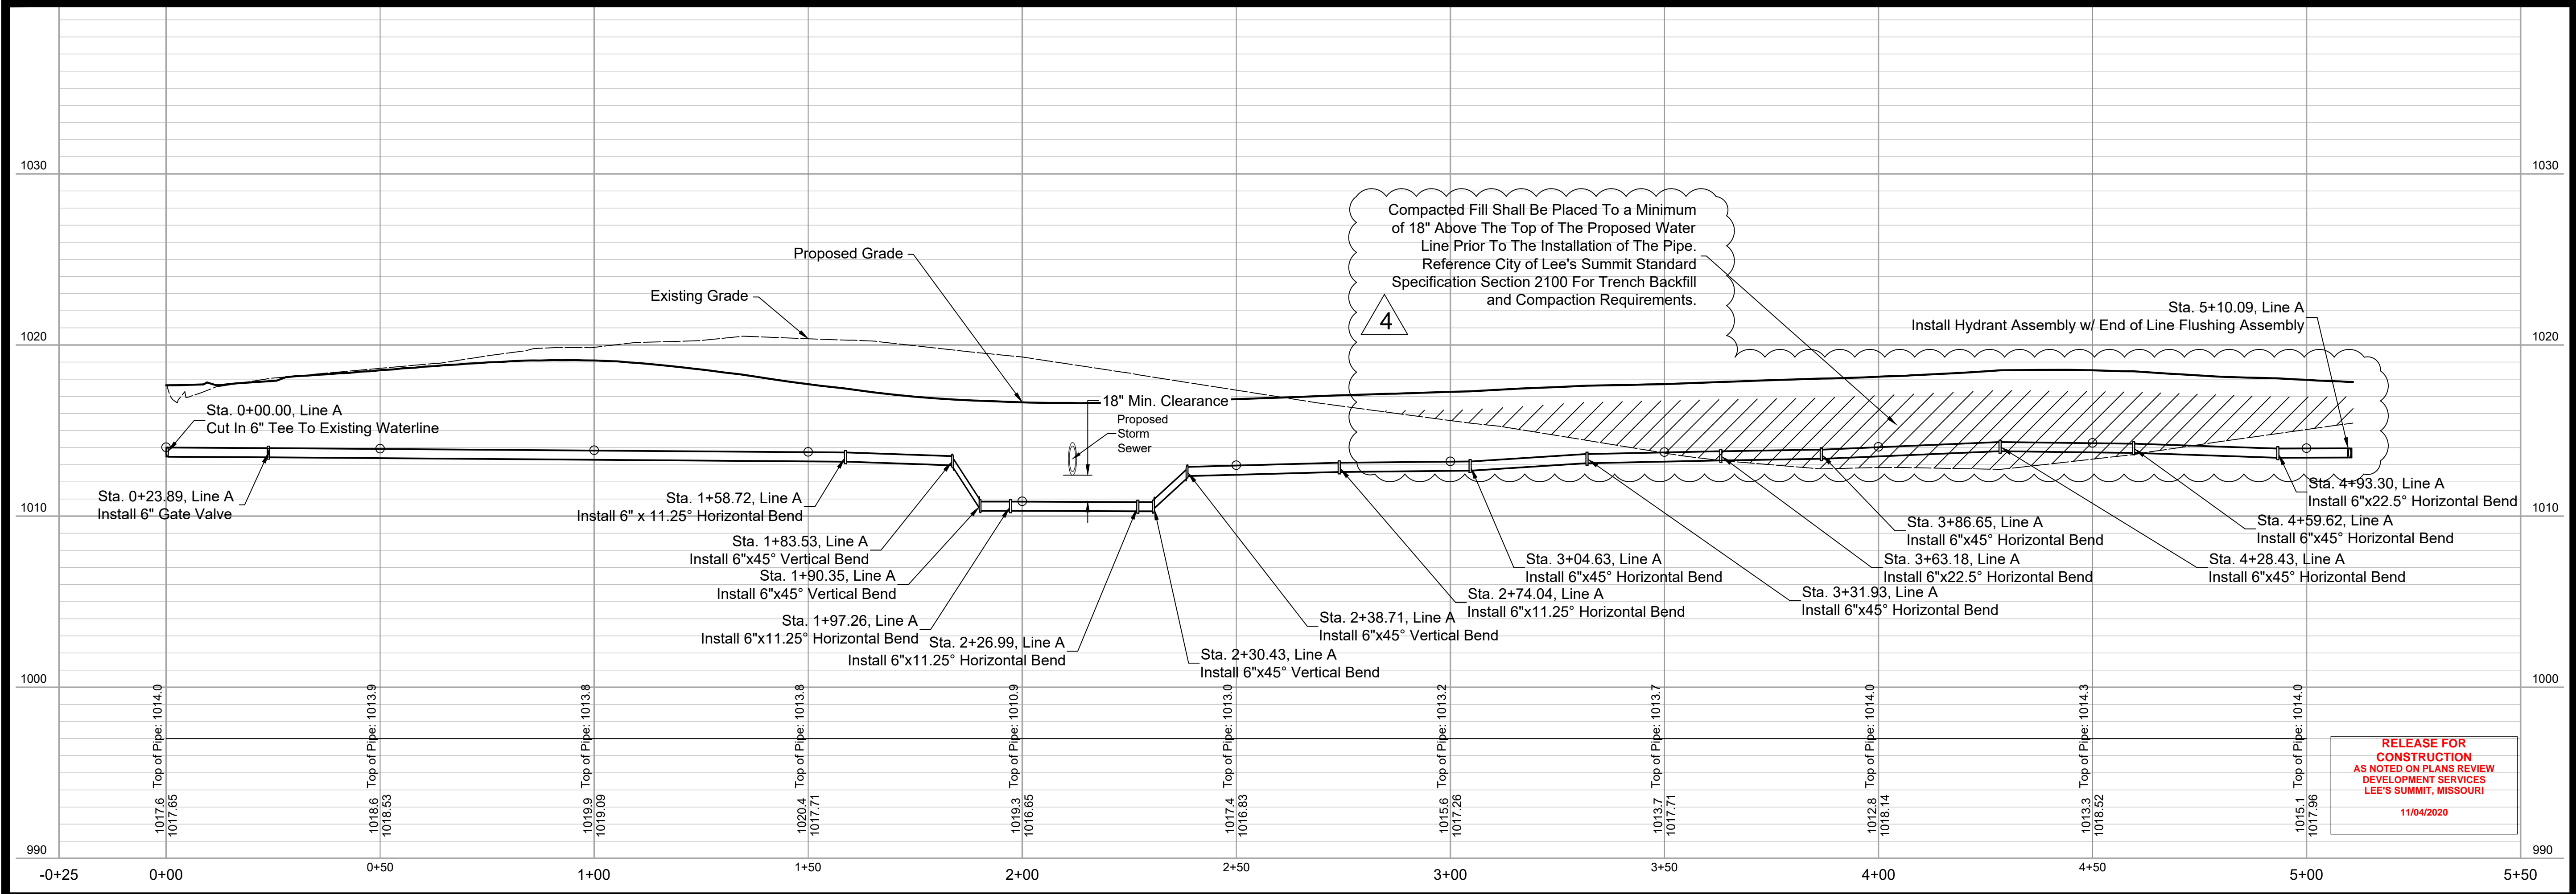 1030
1030
Compacted Fill Shall Be Placed To a Minimum
of 18" Above The Top of The Proposed Water
Line Prior To The Installation of The Pipe.
Reference City of Lee's Summit Standard
Specification Section 2100 For Trench Backfill
and Compaction Requirements.
4
Proposed Grade
Existing Grade
Sta. 5+10.09, Line A
Install Hydrant Assembly w/ End of Line Flushing Assembly
1020
1020
18" Min. Clearance
Proposed
Storm
Sewer
Sta. 0+00.00, Line A
Cut In 6" Tee To Existing Waterline
Sta. 0+23.89, Line A
Install 6" Gate Valve
Sta. 1+58.72, Line A
Install 6" x 11.25° Horizontal Bend
Sta. 1+83.53, Line A
Install 6"x45° Vertical Bend
Sta. 1+90.35, Line A
Install 6"x45° Vertical Bend
Sta. 1+97.26, Line A
Install 6"x11.25° Horizontal Bend
Sta. 2+26.99, Line A
Install 6"x11.25° Horizontal Bend
Sta. 2+30.43, Line A
Install 6"x45° Vertical Bend
Sta. 2+38.71, Line A
Install 6"x45° Vertical Bend
Sta. 2+74.04, Line A
Install 6"x11.25° Horizontal Bend
Sta. 3+04.63, Line A
Install 6"x45° Horizontal Bend
Sta. 3+31.93, Line A
Install 6"x45° Horizontal Bend
Sta. 3+63.18, Line A
Install 6"x22.5° Horizontal Bend
Sta. 3+86.65, Line A
Install 6"x45° Horizontal Bend
Sta. 4+28.43, Line A
Install 6"x45° Horizontal Bend
Sta. 4+59.62, Line A
Install 6"x45° Horizontal Bend
Sta. 4+93.30, Line A
Install 6"x22.5° Horizontal Bend
1010
1010
1000
1000
Top of Pipe: 1014.0
1017.6
1017.65
Top of Pipe: 1013.9
1018.6
1018.53
Top of Pipe: 1013.8
1019.9
1019.09
Top of Pipe: 1013.8
1020.4
1017.71
Top of Pipe: 1010.9
1019.3
1016.65
Top of Pipe: 1013.0
1017.4
1016.83
Top of Pipe: 1013.2
1015.6
1017.26
Top of Pipe: 1013.7
1013.7
1017.71
Top of Pipe: 1014.0
1012.8
1018.14
Top of Pipe: 1014.3
1013.3
1018.52
Top of Pipe: 1014.0
1015.1
1017.96
RELEASE FOR
CONSTRUCTION
AS NOTED ON PLANS REVIEW
DEVELOPMENT SERVICES
LEE'S SUMMIT, MISSOURI
11/04/2020
990
990
-0+25
0+00
0+50
1+00
1+50
2+00
2+50
3+00
3+50
4+00
4+50
5+00
5+50